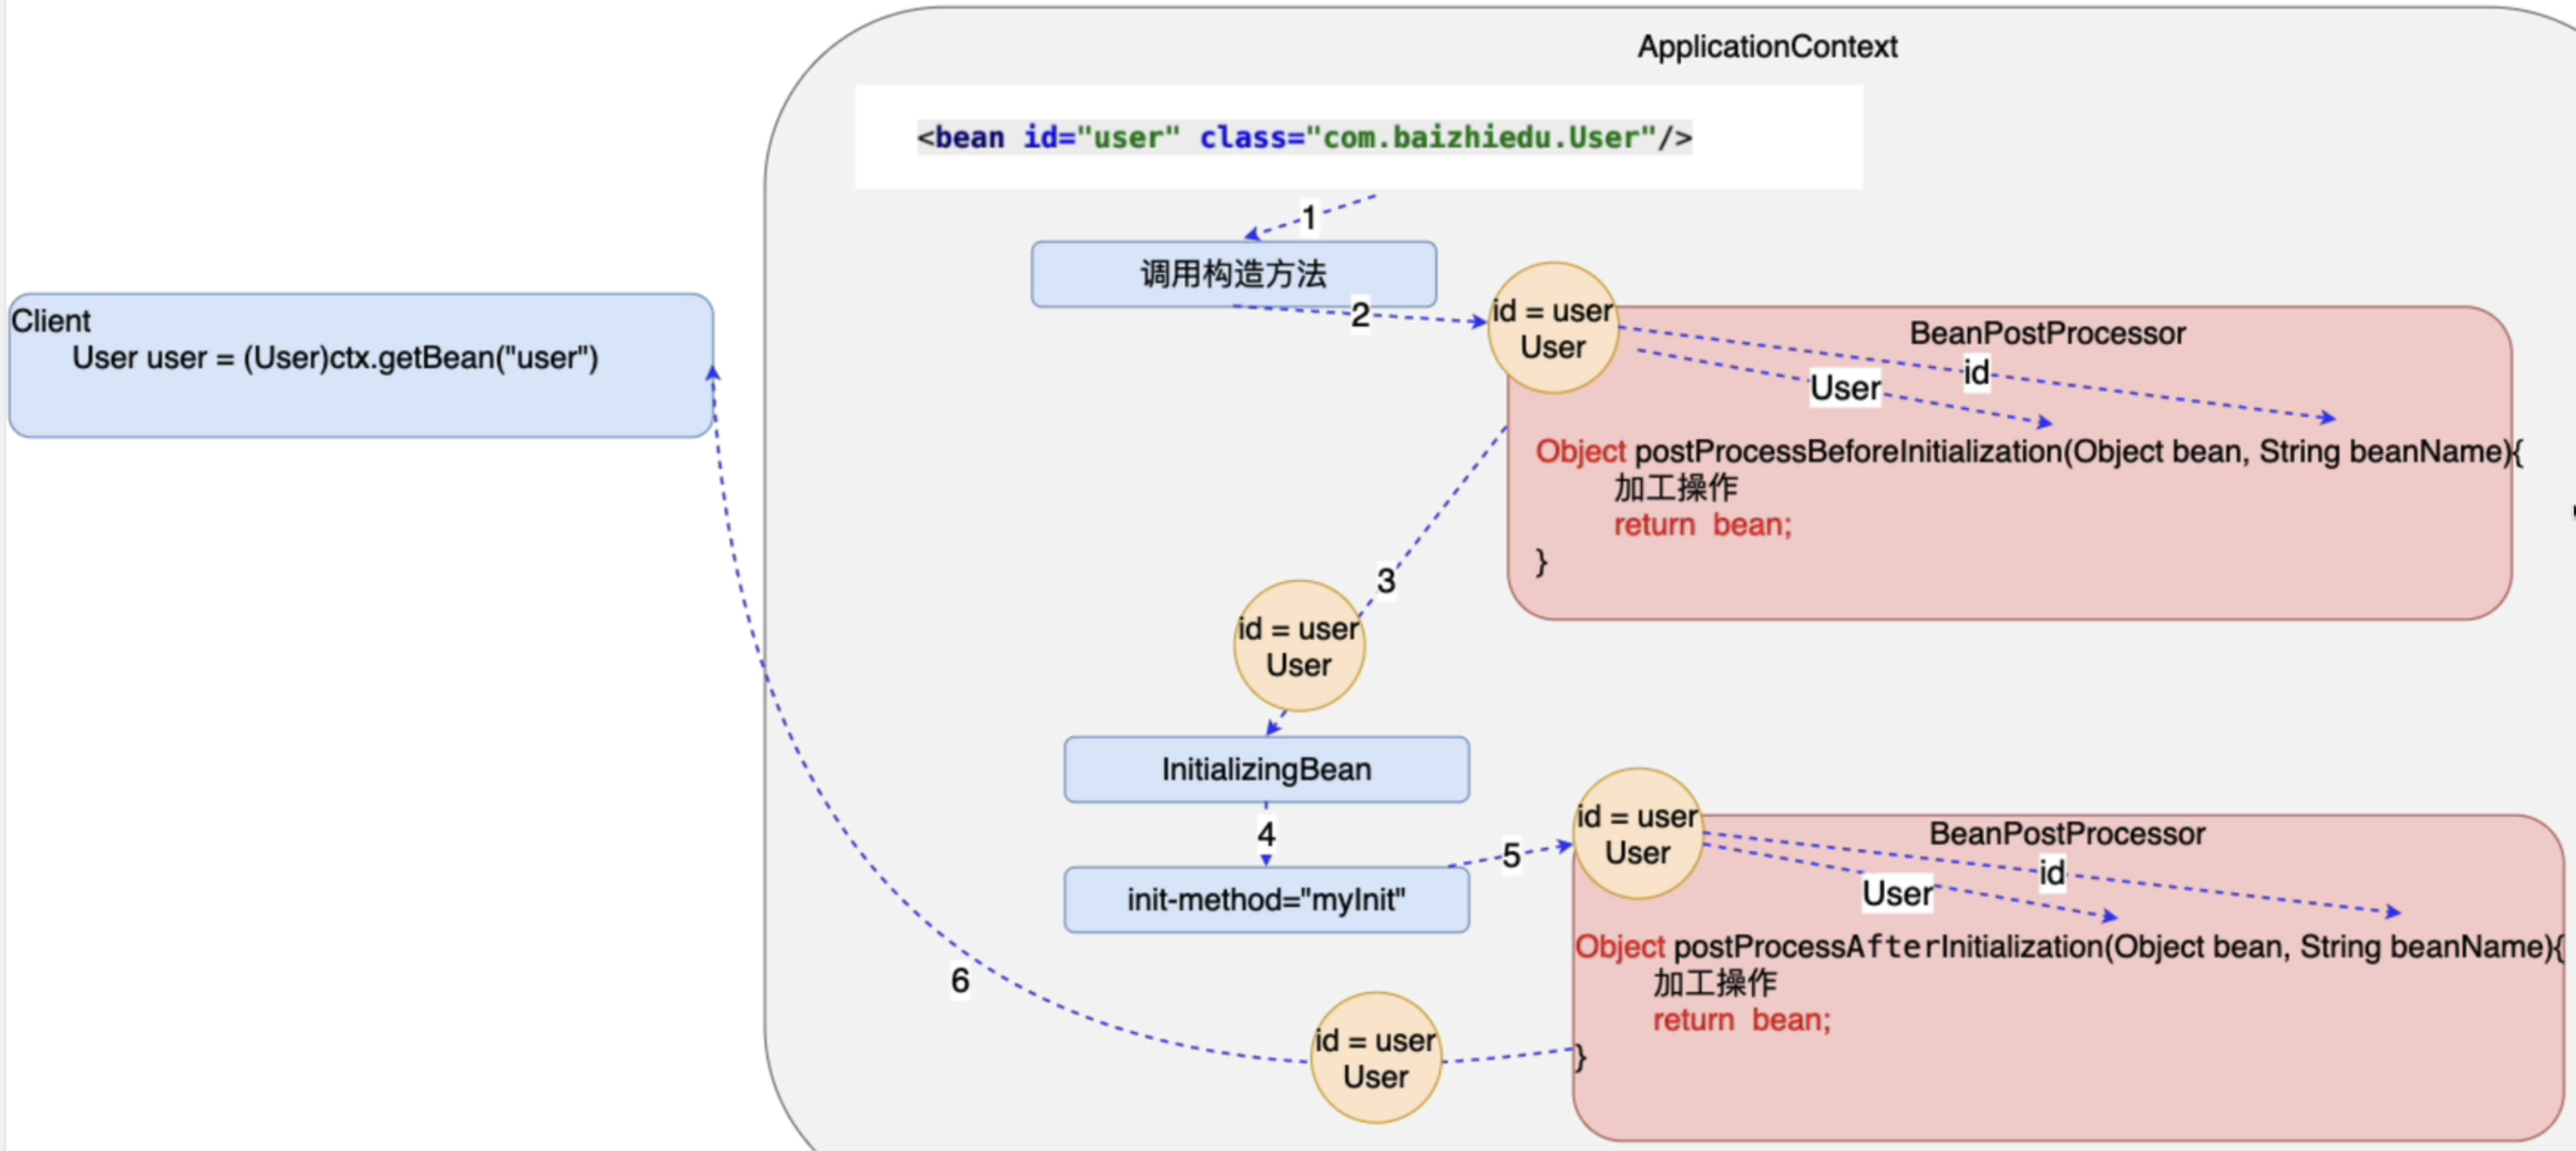 ApplicationContext
<bean id="user" class="com.baizhiedu.User"/>
1
调用构造方法
2
id = user
User
BeanPostProcessor
id
User
Object postProcessBeforeInitialization(Object bean, String beanName){
加工操作
return bean;
}
Client
User user = (User)ctx.getBean("user")
3
id = user
User
InitializingBean
4
init-method="myInit"
5
id = user
User
BeanPostProcessor
id
User
Object postProcessAfterInitialization(Object bean, String beanName){
加工操作
return bean;
}
id = user
User
6